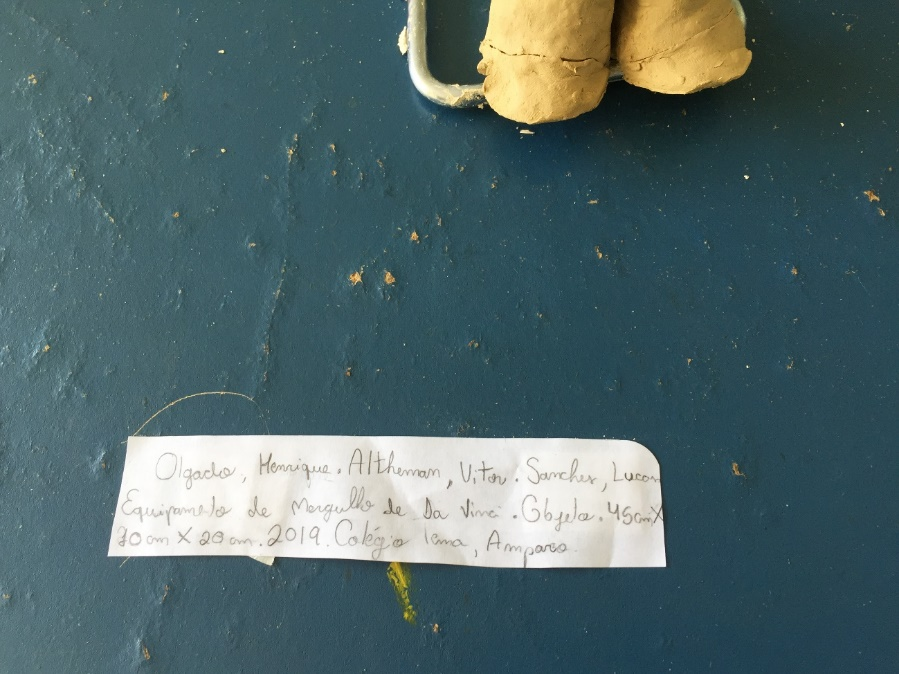 Olgado, Henrique. Altheman, Vitor. Sanches, Lucas
Equipamento de Mergulho de Da Vinci. Objeto. 45cm X
30cm X 20cm. 2019. Colégio, Amparo.